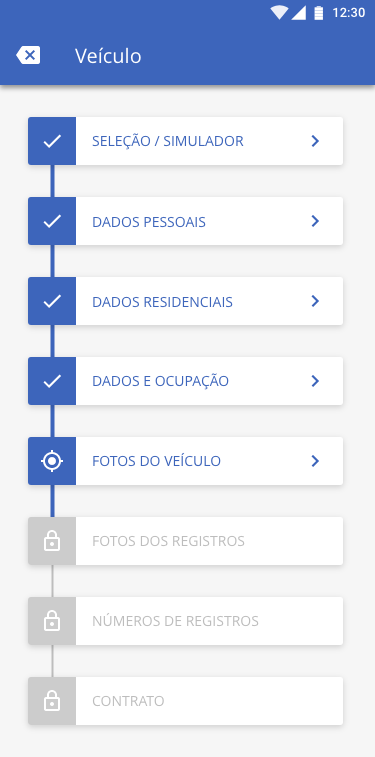 12:30
Veículo
SELEÇÃO / SIMULADOR
DADOS PESSOAIS
DADOS RESIDENCIAIS
DADOS E OCUPAÇÃO
FOTOS DO VEÍCULO
FOTOS DOS REGISTROS
NÚMEROS DE REGISTROS
CONTRATO